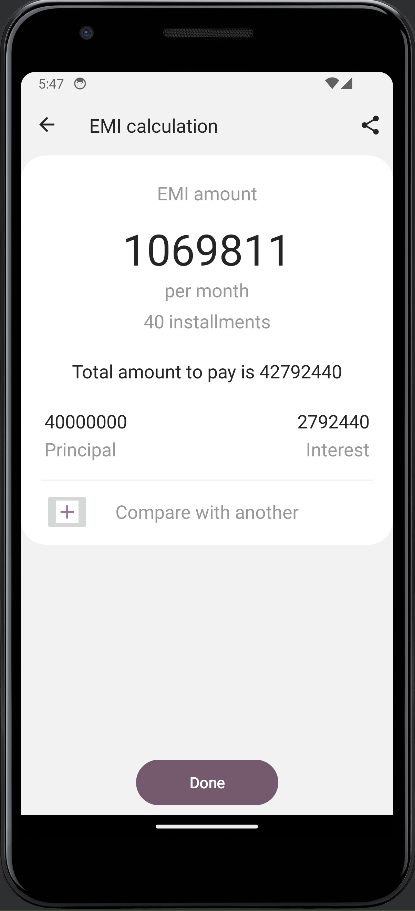 5:47
EMI calculation
EMI amount
1069811
per month
40 installments
Total amount to pay is 42792440
40000000 2792440
Principal Interest
Compare with another
Done